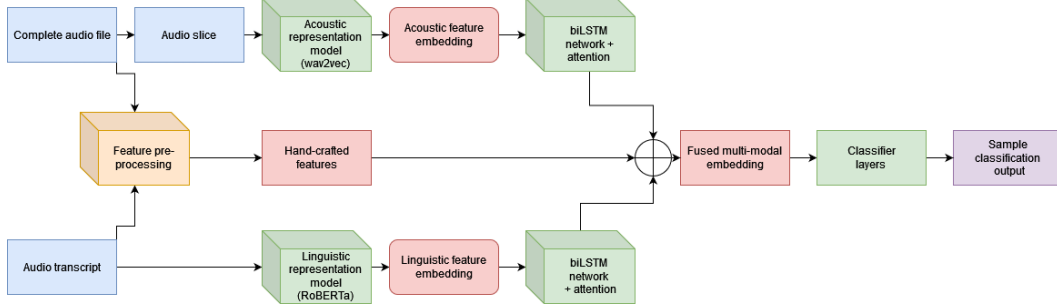 Complete audio file
Audio slice
Acoustic
representation
model
(wav2vec)
Acoustic feature
embedding
biLSTM
network +
attention
Feature pre-
processing
Hand-crafted
features
Fused multi-modal
embedding
Classifier
layers
Sample
classification
output
Audio transcript
Linguistic
representation
model
(RoBERTa)
Linguistic feature
embedding
biLSTM
network
+ attention